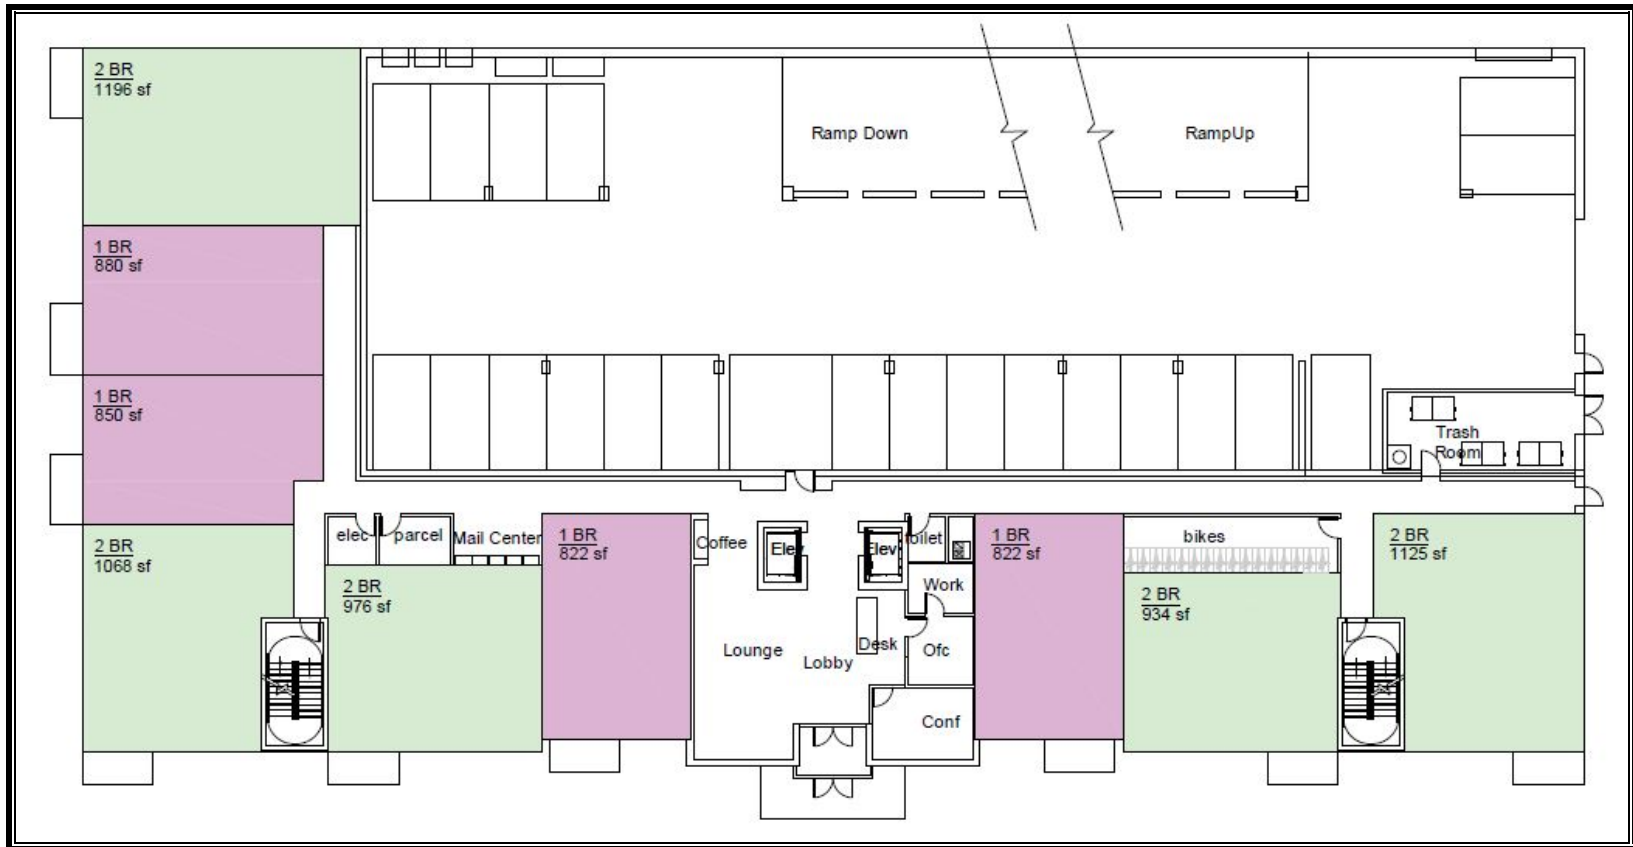 2 BR
1196 sf
Ramp Down
RampUp
1 BR
880 sf
1 BR
850 sf
Trash
Room
2 BR
1068 sf
elec
parcel
Mail Center
1 BR
822 sf
Coffee
Elev
Elev
toilet
1 BR
822 sf
bikes
2 BR
1125 sf
2 BR
976 sf
Work
2 BR
934 sf
Lounge
Lobby
Desk
Ofc
Conf